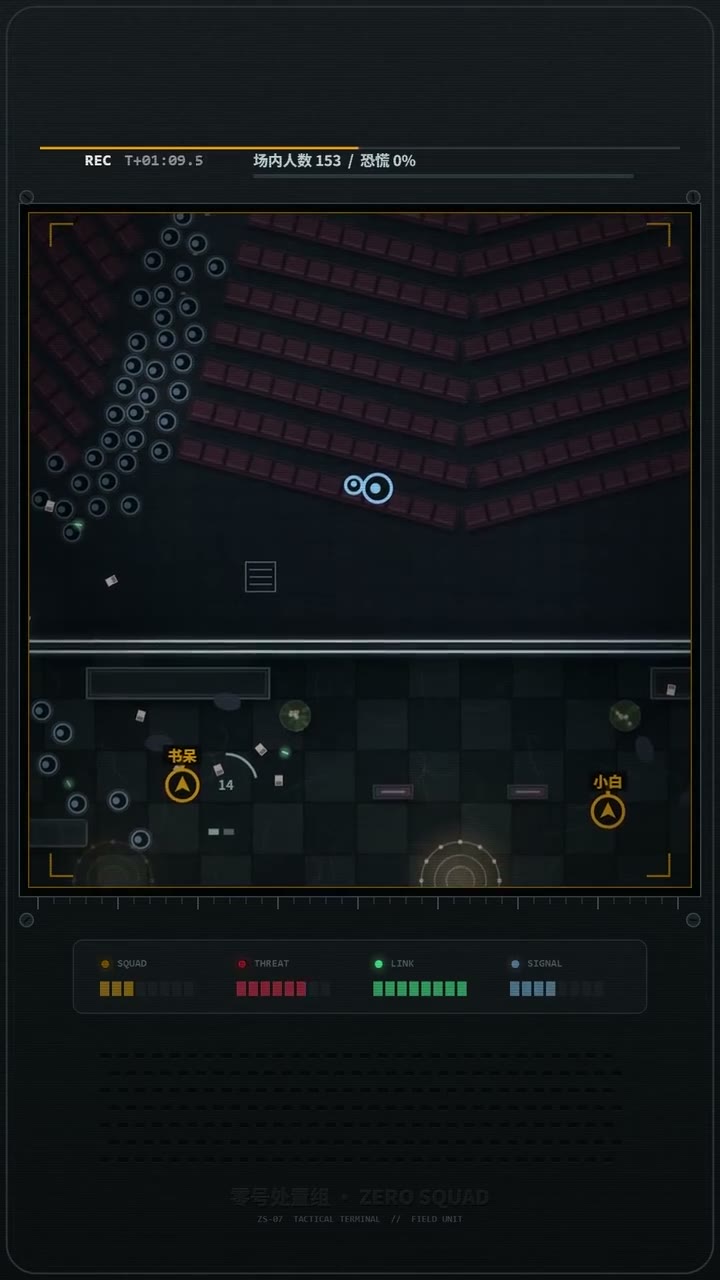 REC T+01:09.5 场内人数 153 / 恐慌 0%
书呆
14
小白
SQUAD THREAT LINK SIGNAL
零号处置组 · ZERO SQUAD
ZS-07 TACTICAL TERMINAL // FIELD UNIT